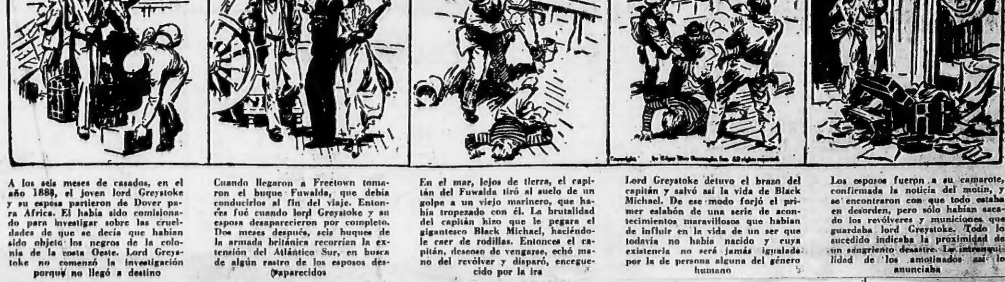 Copyright, by Edgar Rice Burroughs, Inc. All rights reserved.
A los seis meses de casados, en el
año 1888, el joven lord Greystoke
y su esposa partieron de Dover pa-
ra Africa. El había sido comisiona-
do para investigar sobre las cruel-
dades de que se decía que habían
sido objeto los negros de la colo-
nia de la costa Oeste. Lord Greys-
toke no comenzó la investigación
porque no llegó a destino
Cuando llegaron a Freetown toma-
ron el buque Fuwalda, que debía
conducirlos al fin del viaje. Enton-
ces fué cuando lord Greystoke y su
esposa desaparecieron por completo.
Dos meses después, seis buques de
la armada británica recorrían la ex-
tensión del Atlántico Sur, en busca
de algún rastro de los esposos des-
aparecidos
En el mar, lejos de tierra, el capi-
tán del Fuwalda tiró al suelo de un
golpe a un viejo marinero, que ha-
bía tropezado con él. La brutalidad
del capitán hizo que le pegara el
gigantesco Black Michael, haciéndo-
le caer de rodillas. Entonces el ca-
pitán, deseoso de vengarse, echó ma-
no del revólver y disparó, encegue-
cido por la ira
Lord Greystoke detuvo el brazo del
capitán y salvó así la vida de Black
Michael. De ese modo forjó el pri-
mer eslabón de una serie de acon-
tecimientos maravillosos que habían
de influir en la vida de un ser que
todavía no había nacido y cuya
existencia no será jamás igualada
por la de persona alguna del género
humano
Los esposos fueron a su camarote,
confirmada la noticia del motín, y
se encontraron con que todo estaba
en desorden, pero sólo habían saca-
do los revólveres y municiones que
guardaba lord Greystoke. Todo lo
sucedido indicaba la proximidad de
un sangriento desastre. La intranqui-
lidad de los amotinados así lo
anunciaba